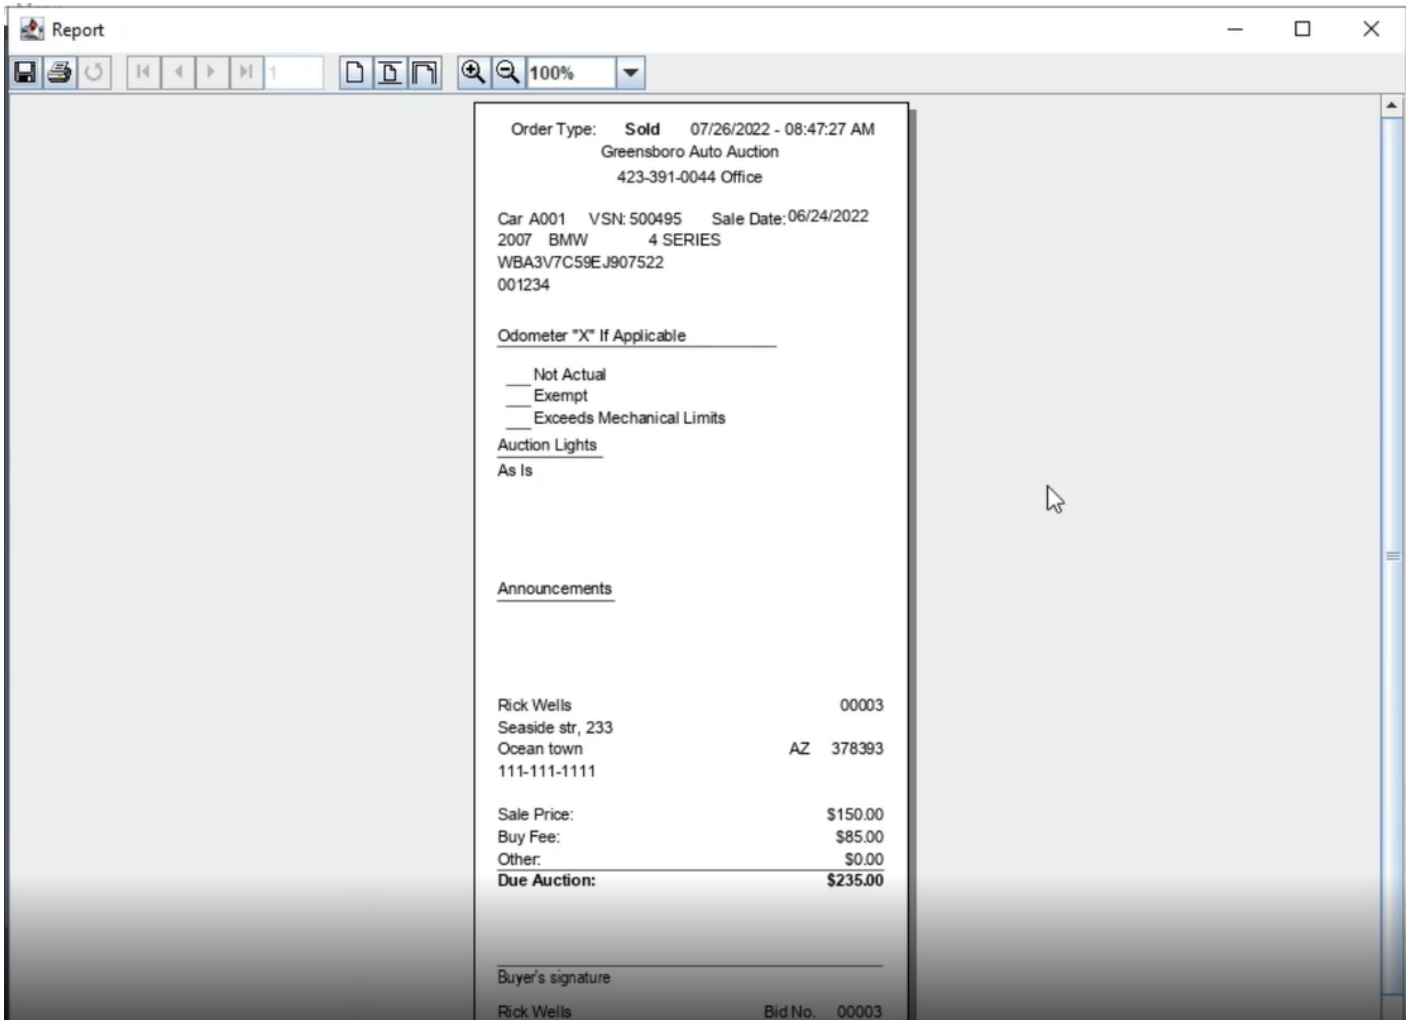 Report
1
100%
Order Type: Sold 07/26/2022 - 08:47:27 AM
Greensboro Auto Auction
423-391-0044 Office
Car A001 VSN: 500495 Sale Date: 06/24/2022
2007 BMW 4 SERIES
WBA3V7C59EJ907522
001234
Odometer "X" If Applicable
___ Not Actual
___ Exempt
___ Exceeds Mechanical Limits
Auction Lights
As Is
Announcements
Rick Wells 00003
Seaside str, 233
Ocean town AZ 378393
111-111-1111
Sale Price: $150.00
Buy Fee: $85.00
Other: $0.00
Due Auction: $235.00
Buyer's signature
Rick Wells Bid No. 00003